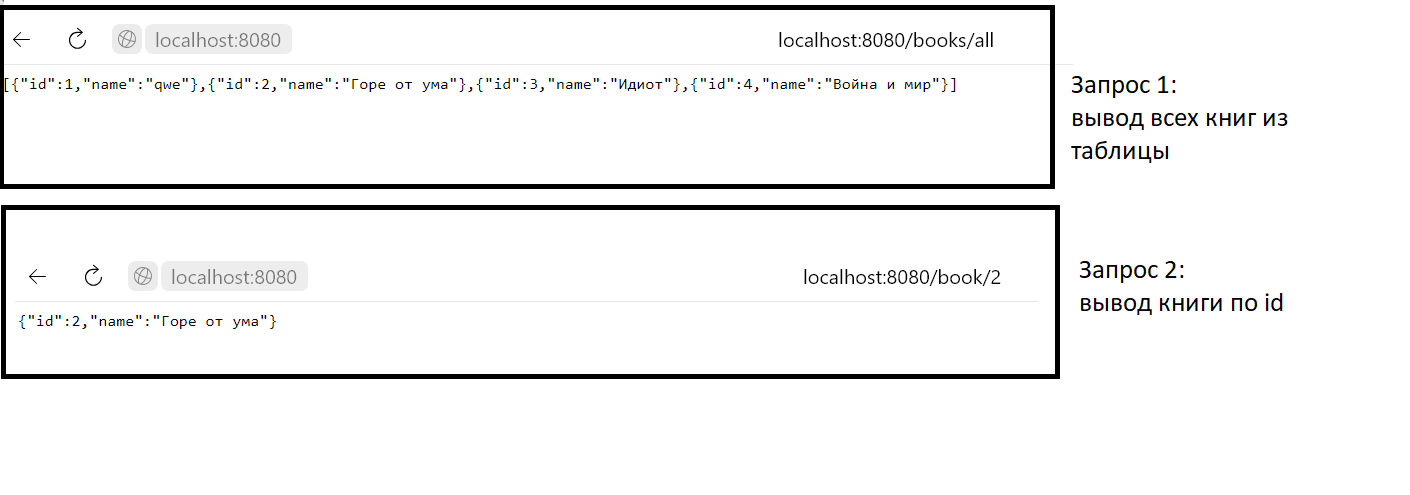 localhost:8080 localhost:8080/books/all
[{"id":1,"name":"qwe"},{"id":2,"name":"Горе от ума"},{"id":3,"name":"Идиот"},{"id":4,"name":"Война и мир"}]
Запрос 1:
вывод всех книг из
таблицы
localhost:8080 localhost:8080/book/2
{"id":2,"name":"Горе от ума"}
Запрос 2:
вывод книги по id